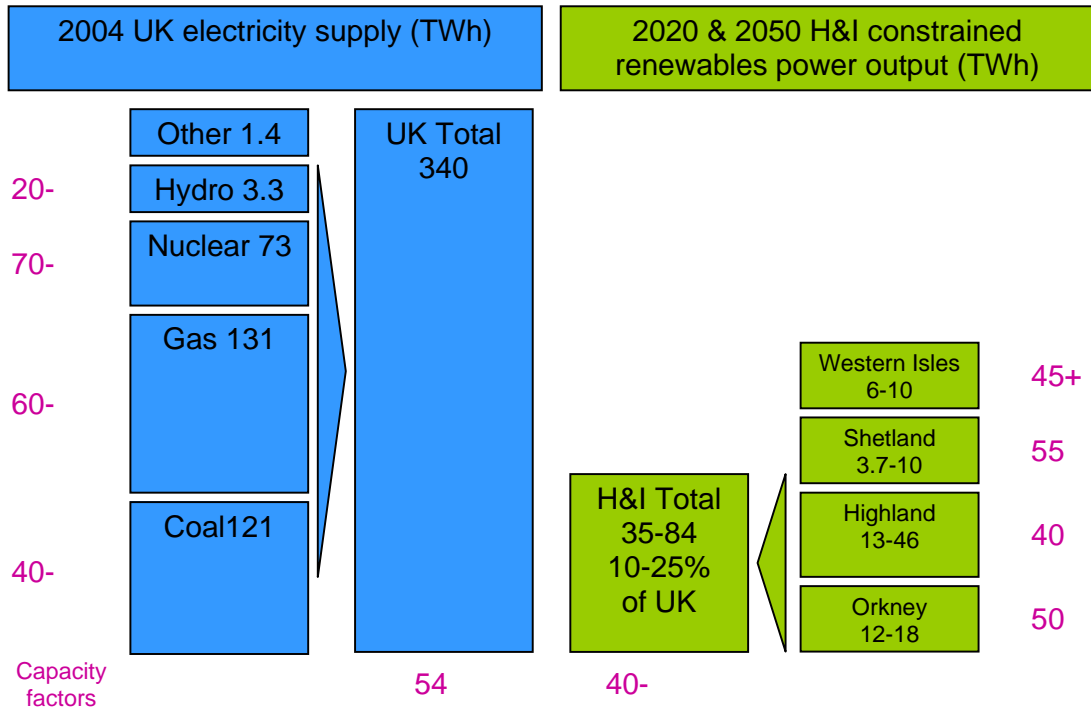 2004 UK electricity supply (TWh)
2020 & 2050 H&I constrained
renewables power output (TWh)
Other 1.4
UK Total
340
20-
Hydro 3.3
Nuclear 73
70-
Gas 131
60-
Coal121
40-
Western Isles
6-10
45+
Shetland
3.7-10
55
H&I Total
35-84
10-25%
of UK
Highland
13-46
40
Orkney
12-18
50
Capacity
factors
54
40-